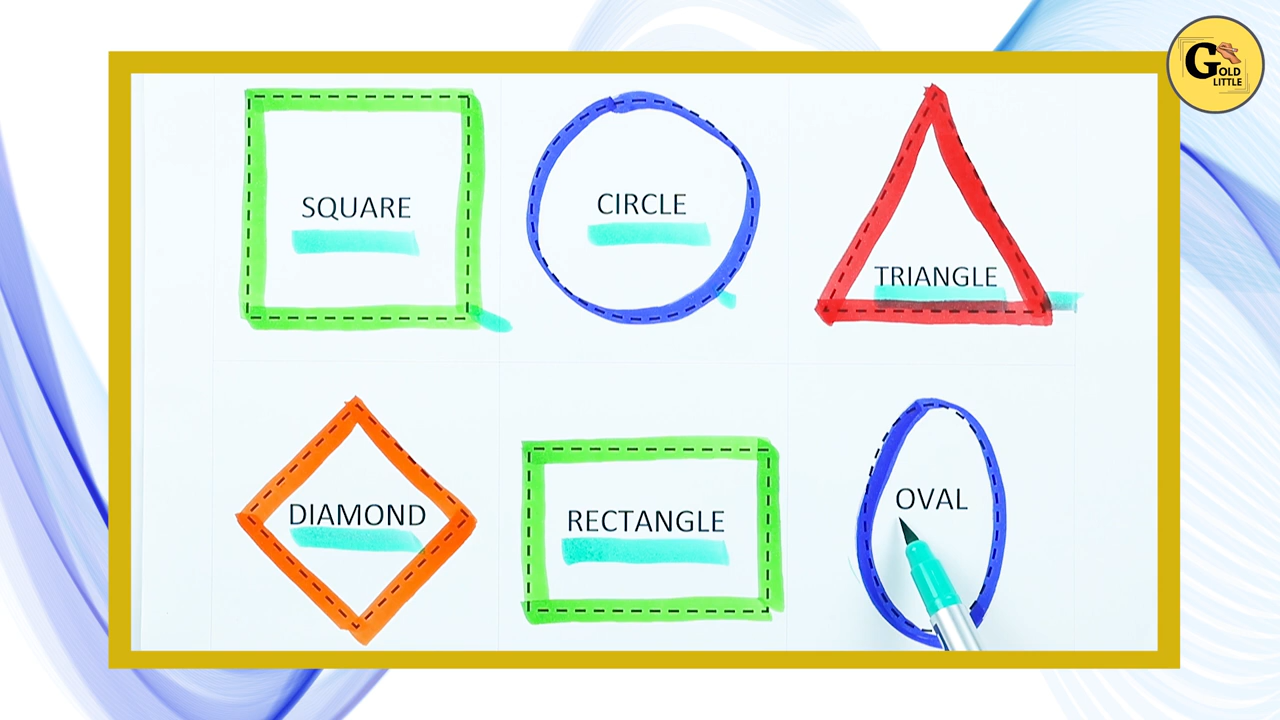 GOLD
LITTLE
SQUARE
CIRCLE
TRIANGLE
DIAMOND
RECTANGLE
OVAL